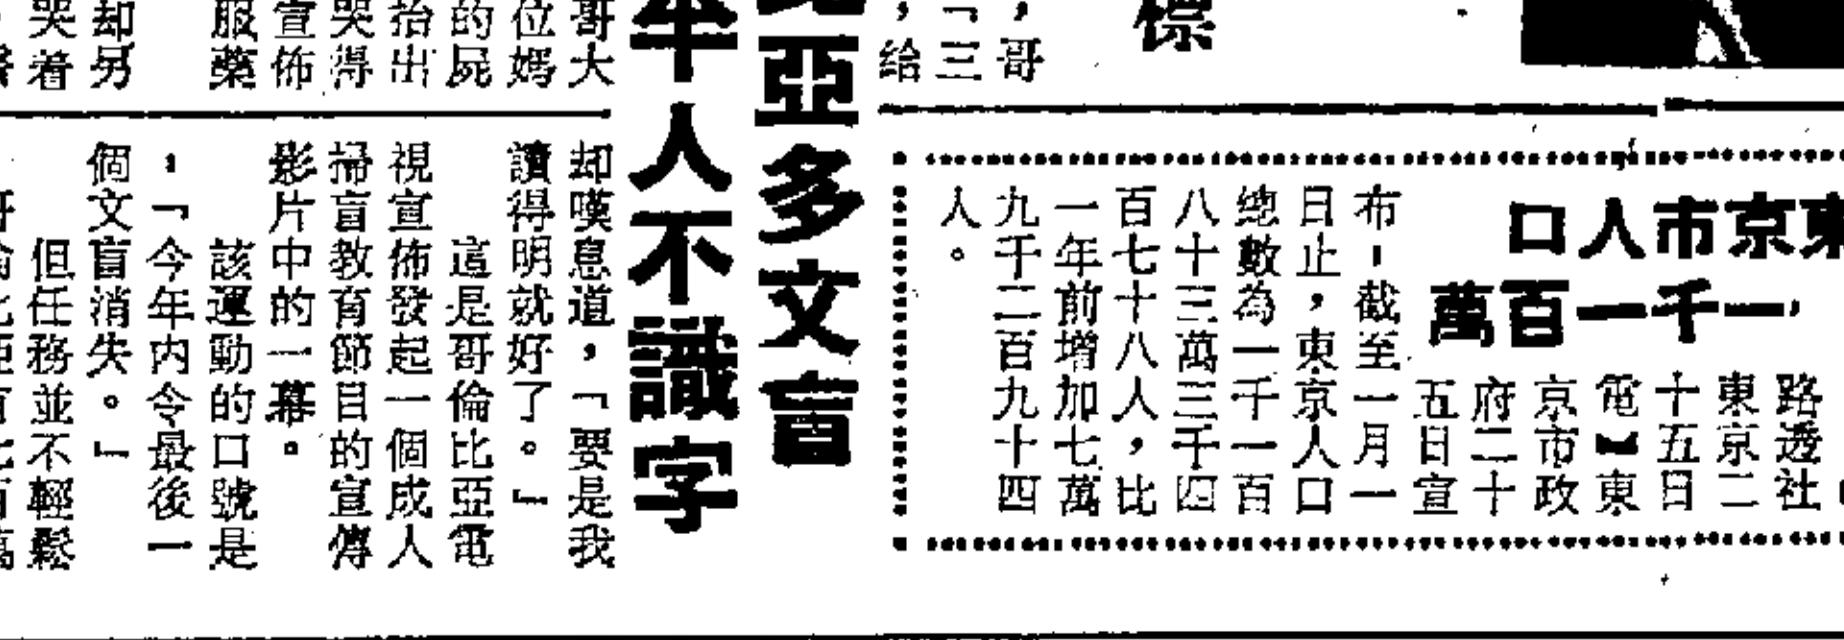 東京市人口
一千一百萬
路透社
東京二
十五日
電】東
京市政
府二十
五日宣
布，截至一月一
日止，東京人口
總數為一千一百
八十三萬三千四
百七十八人，比
一年前增加七萬
九千二百九十四
人。
標
，哥
「三
，给
亞多文盲
半人不識字
哥大
位媽
的屍
抬出
哭得
宣佈
服藥
却另
哭着
却嘆息道，「要是我
讀得明就好了。」
這是哥倫比亞電
視宣佈發起一個成人
掃盲教育節目的宣傳
影片中的一幕。
該運動的口號是
：「今年内令最後一
個文盲消失。」
但任務並不輕鬆